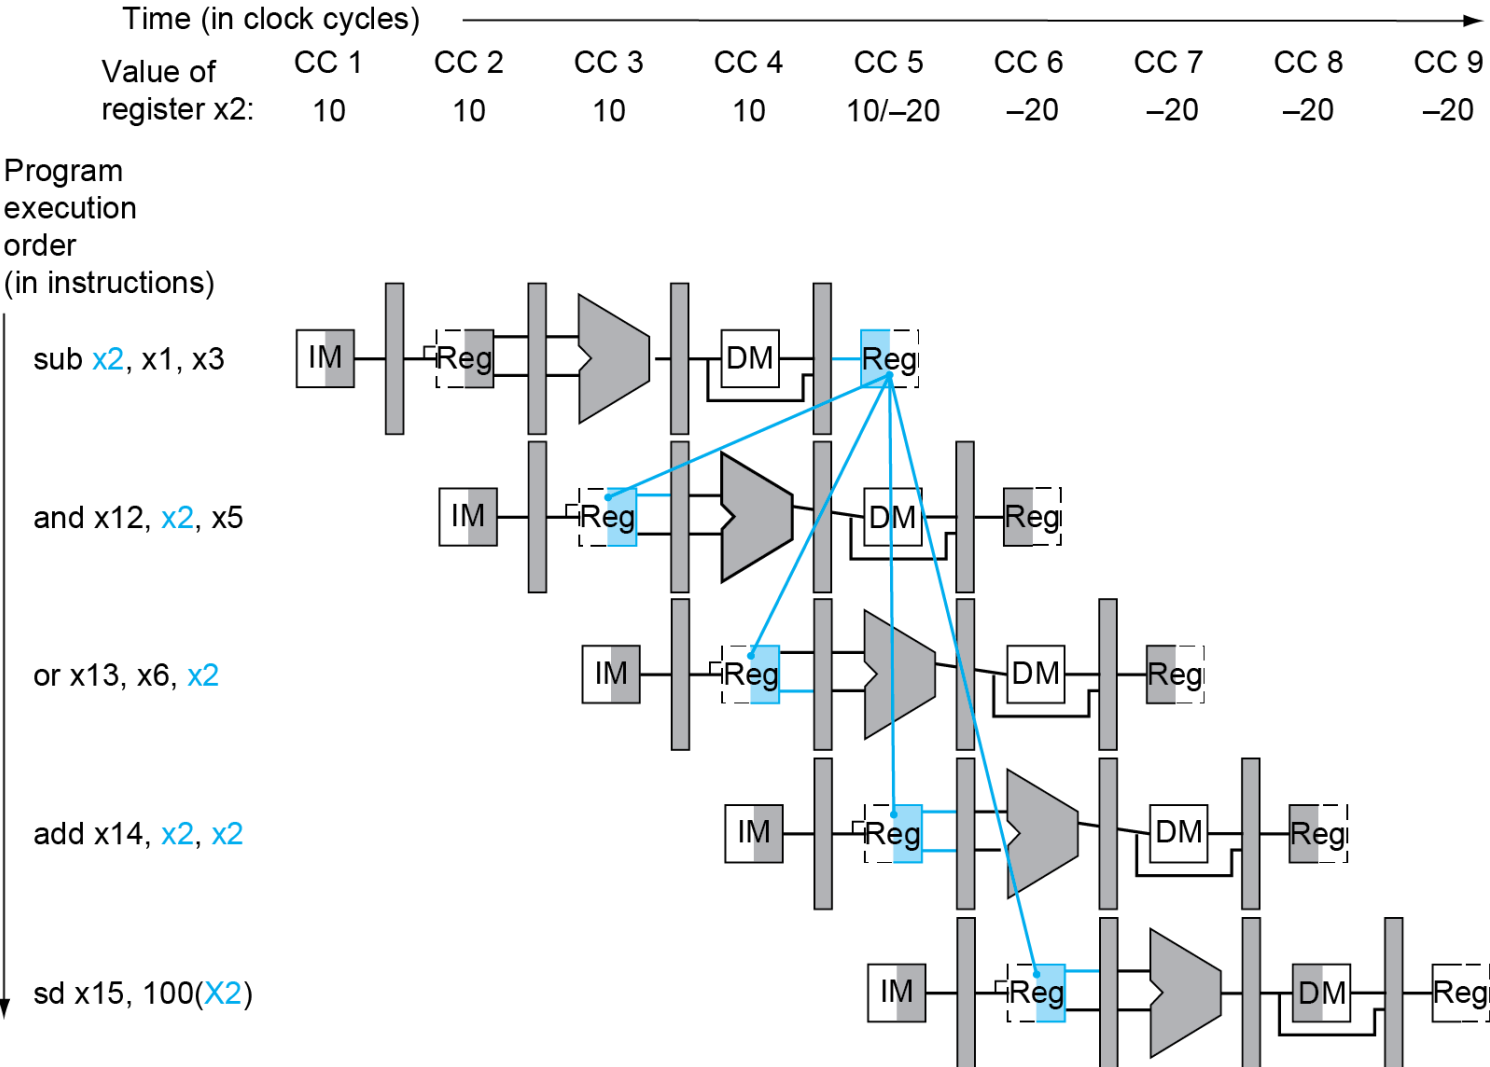 Time (in clock cycles)
Value of register x2:
CC 1 CC 2 CC 3 CC 4 CC 5 CC 6 CC 7 CC 8 CC 9
10 10 10 10 10/–20 –20 –20 –20 –20
Program
execution
order
(in instructions)
sub x2, x1, x3
IM Reg DM Reg
and x12, x2, x5
IM Reg DM Reg
or x13, x6, x2
IM Reg DM Reg
add x14, x2, x2
IM Reg DM Reg
sd x15, 100(X2)
IM Reg DM Reg